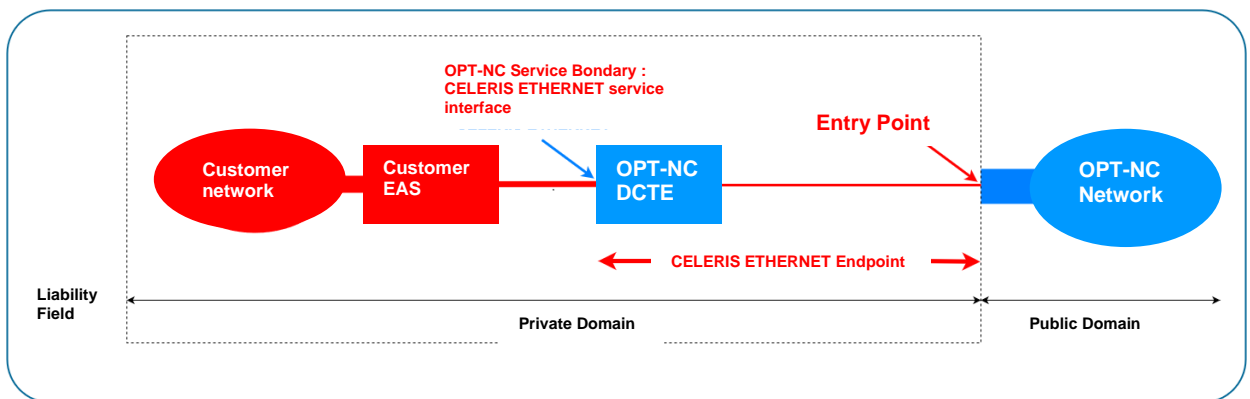 OPT-NC Service Bondary :
CELERIS ETHERNET service
interface
Entry Point
Customer
network
Customer
EAS
OPT-NC
DCTE
OPT-NC
Network
CELERIS ETHERNET Endpoint
Liability
Field
Private Domain
Public Domain